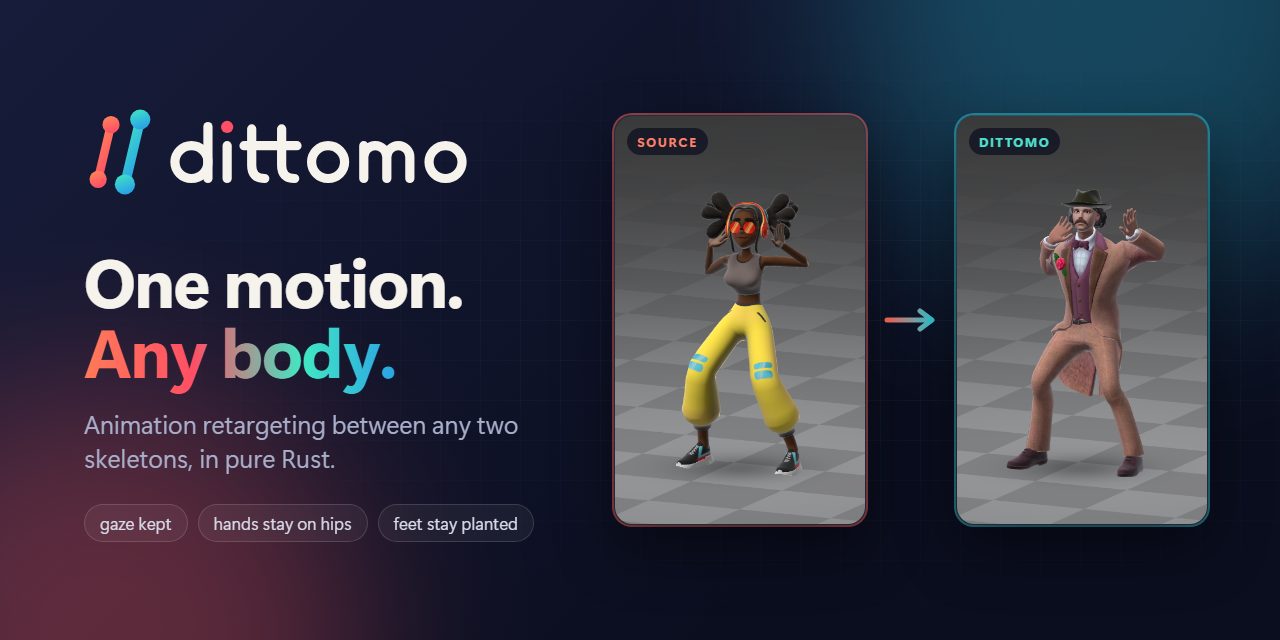 dittomo
One motion.
Any body.
Animation retargeting between any two
skeletons, in pure Rust.
gaze kept
hands stay on hips
feet stay planted
SOURCE
DITTOMO